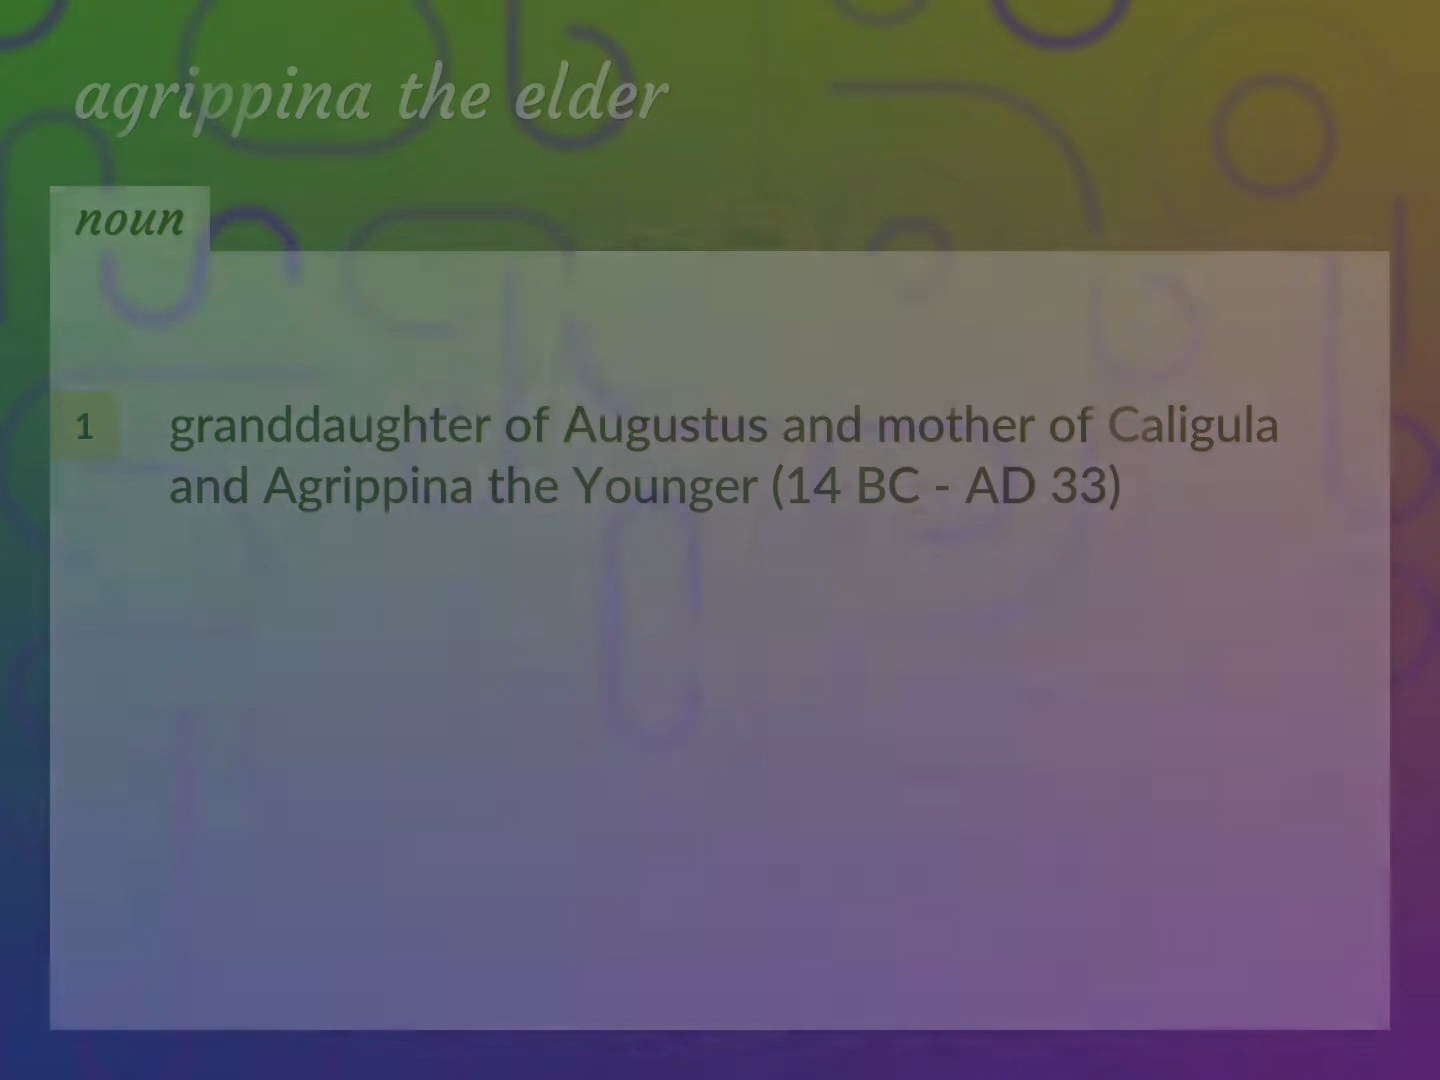 agrippina the elder
noun
1 granddaughter of Augustus and mother of Caligula
and Agrippina the Younger (14 BC - AD 33)